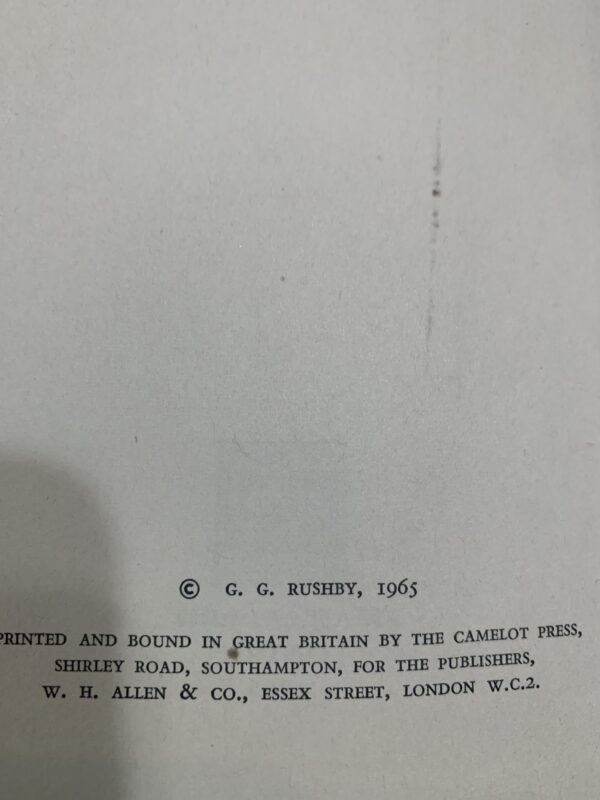 © G. G. RUSHBY, 1965
PRINTED AND BOUND IN GREAT BRITAIN BY THE CAMELOT PRESS,
SHIRLEY ROAD, SOUTHAMPTON, FOR THE PUBLISHERS,
W. H. ALLEN & CO., ESSEX STREET, LONDON W.C.2.